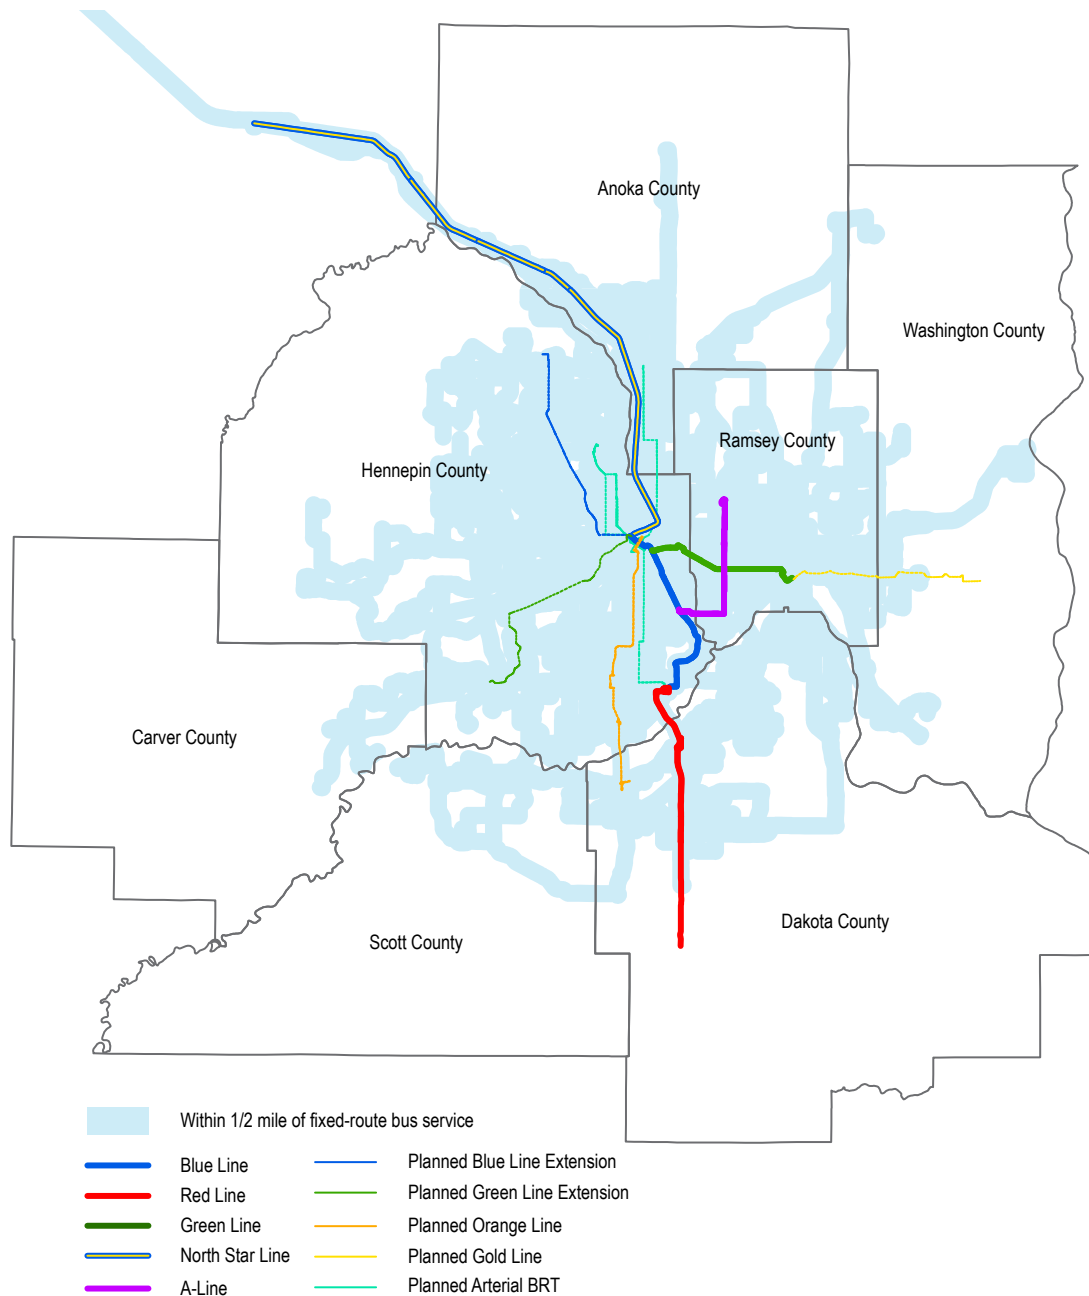 Anoka County
Washington County
Ramsey County
Hennepin County
Carver County
Dakota County
Scott County
Within 1/2 mile of fixed-route bus service
Blue Line
Red Line
Green Line
North Star Line
A-Line
Planned Blue Line Extension
Planned Green Line Extension
Planned Orange Line
Planned Gold Line
Planned Arterial BRT